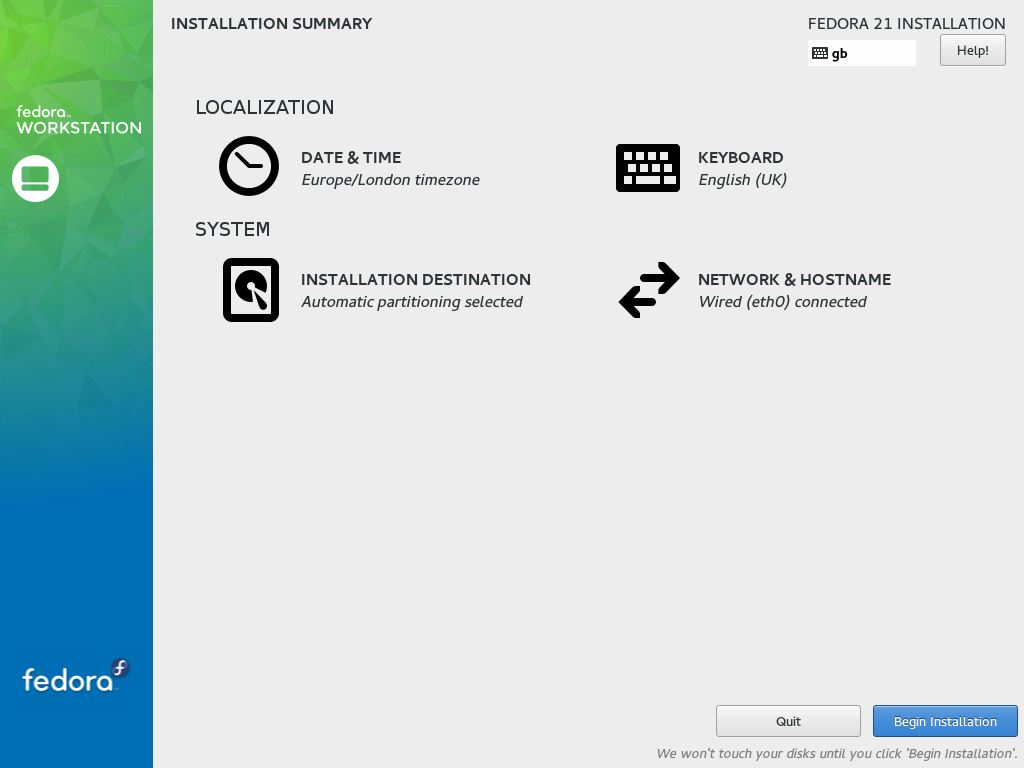 INSTALLATION SUMMARY
FEDORA 21 INSTALLATION
gb
Help!
fedora
WORKSTATION
LOCALIZATION
DATE & TIME
Europe/London timezone
KEYBOARD
English (UK)
SYSTEM
INSTALLATION DESTINATION
Automatic partitioning selected
NETWORK & HOSTNAME
Wired (eth0) connected
fedora
Quit
Begin Installation
We won't touch your disks until you click 'Begin Installation'.